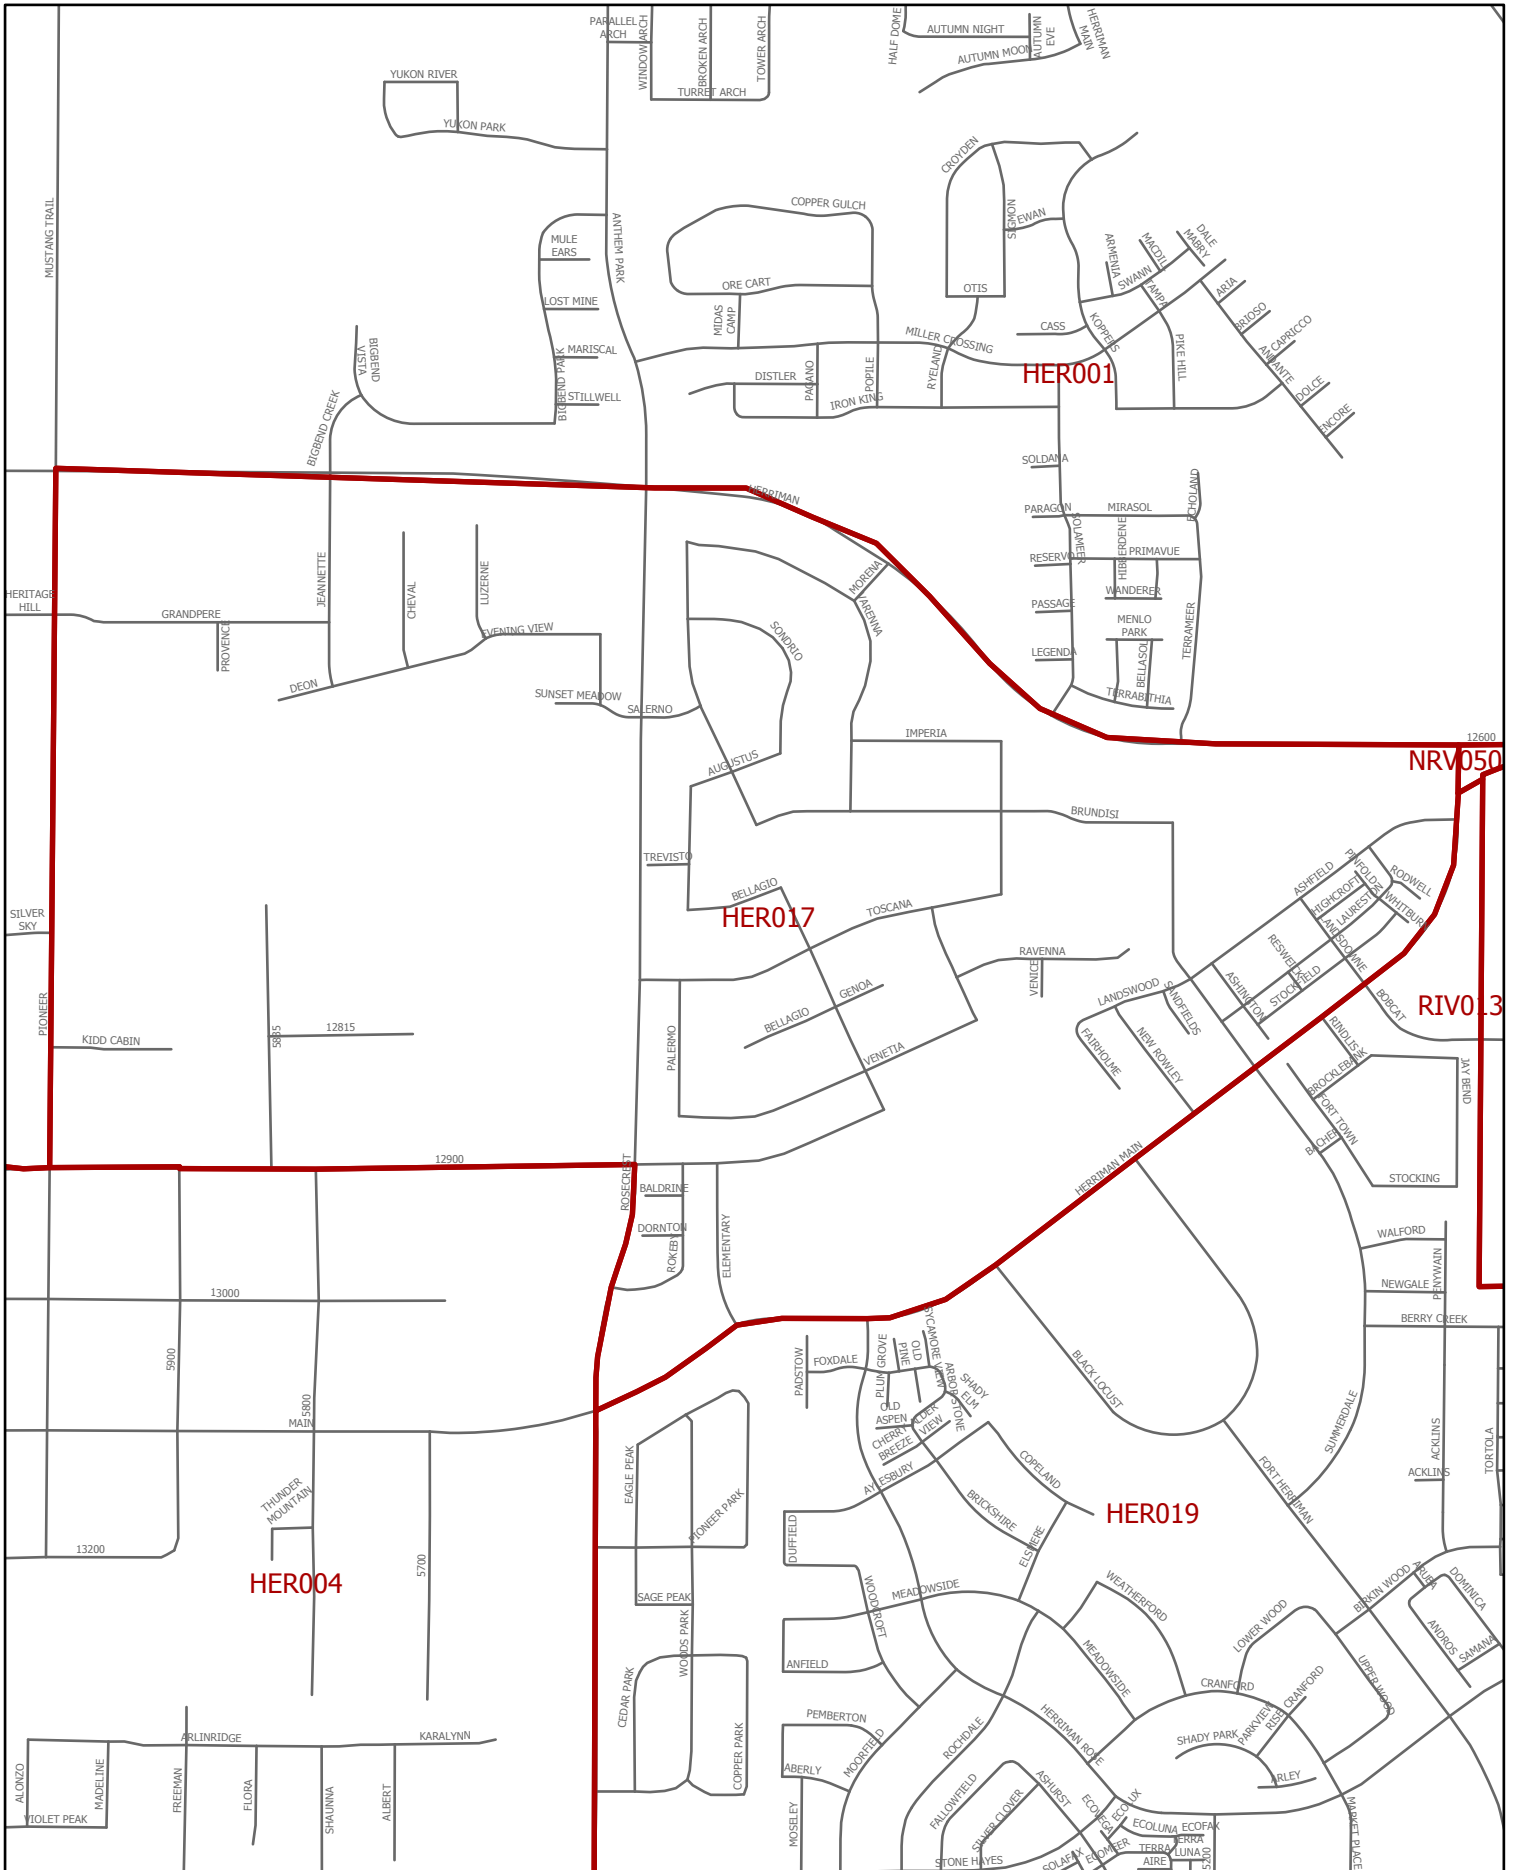 PARALLEL
ARCH
WINDOW ARCH
BROKEN ARCH
TOWER ARCH
TURRET ARCH
HALF DOME
AUTUMN NIGHT
AUTUMN
EVE
HERRIMAN
MAIN
AUTUMN MOON
YUKON RIVER
YUKON PARK
MUSTANG TRAIL
ANTHEM PARK
MULE
EARS
LOST MINE
MARISCAL
STILLWELL
BIGBEND PARK
BIGBEND
VISTA
BIGBEND CREEK
COPPER GULCH
ORE CART
MIDAS
CAMP
DISTLER
PAGANO
POPILE
IRON KING
MILLER CROSSING
RYELAND
CROYDEN
SIGMON
EWAN
OTIS
CASS
KOPPELS
ARMENIA
SWANN
MACDILL
DALE
MABRY
TAMPA
PIKE HILL
ARIA
BRIOSO
CAPRICCO
ANDANTE
DOLCE
ENCORE
HER001
SOLDANA
PARAGON
RESERVO
PASSAGE
LEGENDA
SOLAMEER
MIRASOL
ECHOLAND
HIBBERDENE
PRIMAVUE
WANDERER
MENLO
PARK
BELLASOL
TERRAMEER
TERRABITHIA
HERRIMAN
12600
NRV050
HERITAGE
HILL
GRANDPERE
PROVENCE
JEANNETTE
CHEVAL
LUZERNE
EVENING VIEW
DEON
SUNSET MEADOW
SALERNO
MORENA
VARENNA
SONDRIO
AUGUSTUS
IMPERIA
BRUNDISI
TREVISTO
BELLAGIO
HER017
TOSCANA
RAVENNA
VENICE
GENOA
BELLAGIO
PALERMO
VENETIA
SILVER
SKY
PIONEER
KIDD CABIN
5885
12815
12900
ROSECREST
ASHFIELD
PINFOLD
RODWELL
HIGHCROFT
LAURESTON
WHITBURN
LANDSDOWNE
RESWEEK
STOCKFIELD
ASHINGTON
BOBCAT
LANDSWOOD
SANDFIELDS
FAIRHOLME
NEW ROWLEY
RIV013
RINDLISB
BROCKLEBANK
FORT TOWN
BACHER
JAY BEND
STOCKING
HERRIMAN MAIN
BALDRINE
DORNTON
ROKEBY
ELEMENTARY
WALFORD
NEWGALE
PENYWAIN
BERRY CREEK
13000
5900
5800
MAIN
THUNDER
MOUNTAIN
13200
HER004
5700
PADSTOW
FOXDALE
PLUM GROVE
PINE
OLD
SYCAMORE VIEW
ARBORSTONE
SHADY
ELM
OLD
ASPEN
CHERRY
ALDER
BREEZE
VIEW
AYLESBURY
BLACK LOCUST
SUMMERDALE
ACKLINS
ACKLINS
TORTOLA
EAGLE PEAK
PIONEER PARK
SAGE PEAK
WOODS PARK
CEDAR PARK
COPPER PARK
DUFFIELD
COPELAND
BRICKSHIRE
ELSMERE
HER019
FORT HERRIMAN
WOODCROFT
MEADOWSIDE
WEATHERFORD
MEADOWSIDE
ANFIELD
LOWER WOOD
BIRKIN WOOD
ARUBA
DOMINICA
ANDROS
SAMANA
UPPER WOOD
CRANFORD
PARKVIEW
RISE
CRANFORD
SHADY PARK
ARLEY
PEMBERTON
MOORFIELD
ABERLY
MOSELEY
ROCHDALE
HERRIMAN ROSE
FALLOWFIELD
SILVER CLOVER
ASHURST
STONE HAYES
ECOVEGA
ECOLUX
ECOLUNA
ECOFAX
SOLAFAX
ECOMEER
TERRA
AIRE
TERRA
LUNA
5200
MARKET PLACE
ARLINRIDGE
KARALYNN
ALONZO
MADELINE
VIOLET PEAK
FREEMAN
FLORA
SHAUNNA
ALBERT